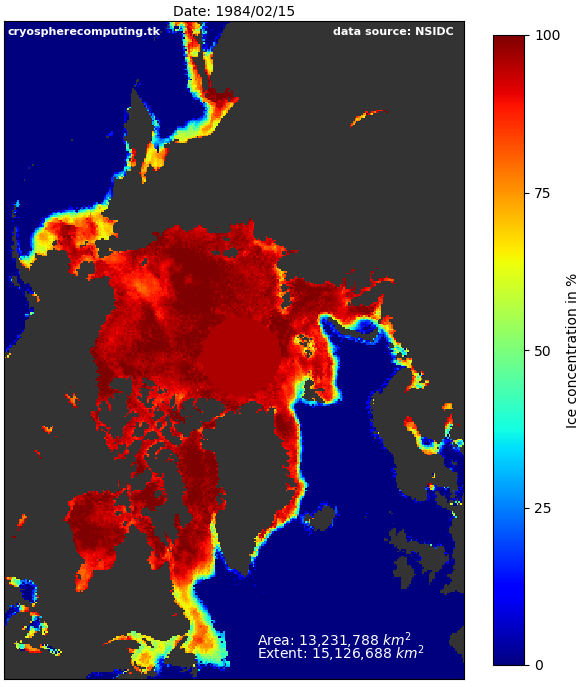 Date: 1984/02/15
cryospherecomputing.tk data source: NSIDC
100
75
50
25
0
Ice concentration in %
Area: 13,231,788 km²
Extent: 15,126,688 km²